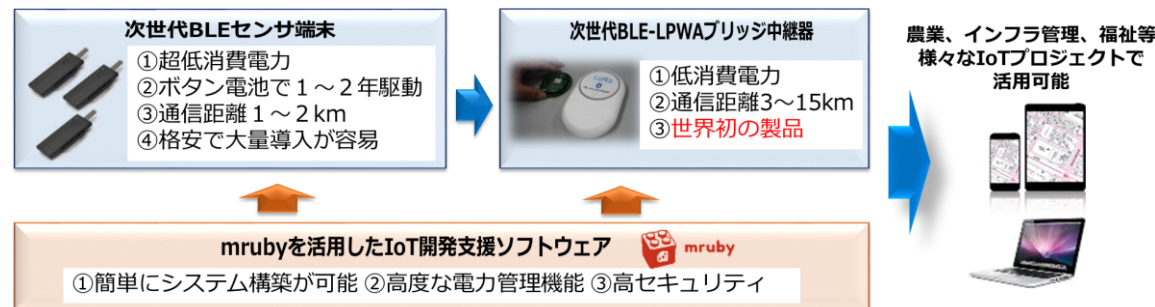 次世代BLEセンサ端末
①超低消費電力
②ボタン電池で1～2年駆動
③通信距離1～2km
④格安で大量導入が容易
次世代BLE-LPWAブリッジ中継器
LoRa
①低消費電力
②通信距離3～15km
③世界初の製品
農業、インフラ管理、福祉等
様々なIoTプロジェクトで
活用可能
mrubyを活用したIoT開発支援ソフトウェア
mruby
①簡単にシステム構築が可能 ②高度な電力管理機能 ③高セキュリティ